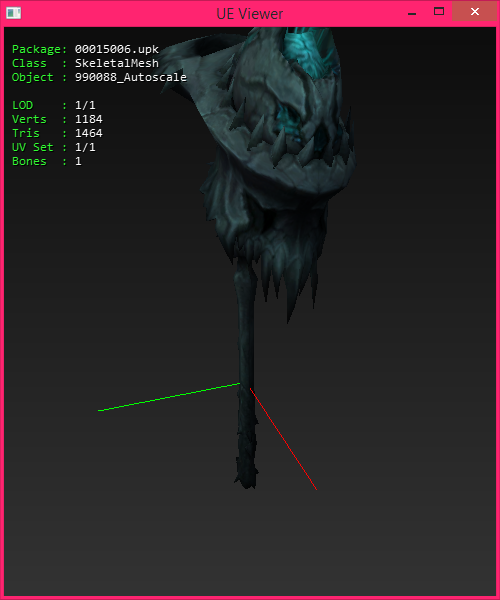 UE Viewer
Package: 00015006.upk
Class : SkeletalMesh
Object : 990088_Autoscale
LOD : 1/1
Verts : 1184
Tris : 1464
UV Set : 1/1
Bones : 1